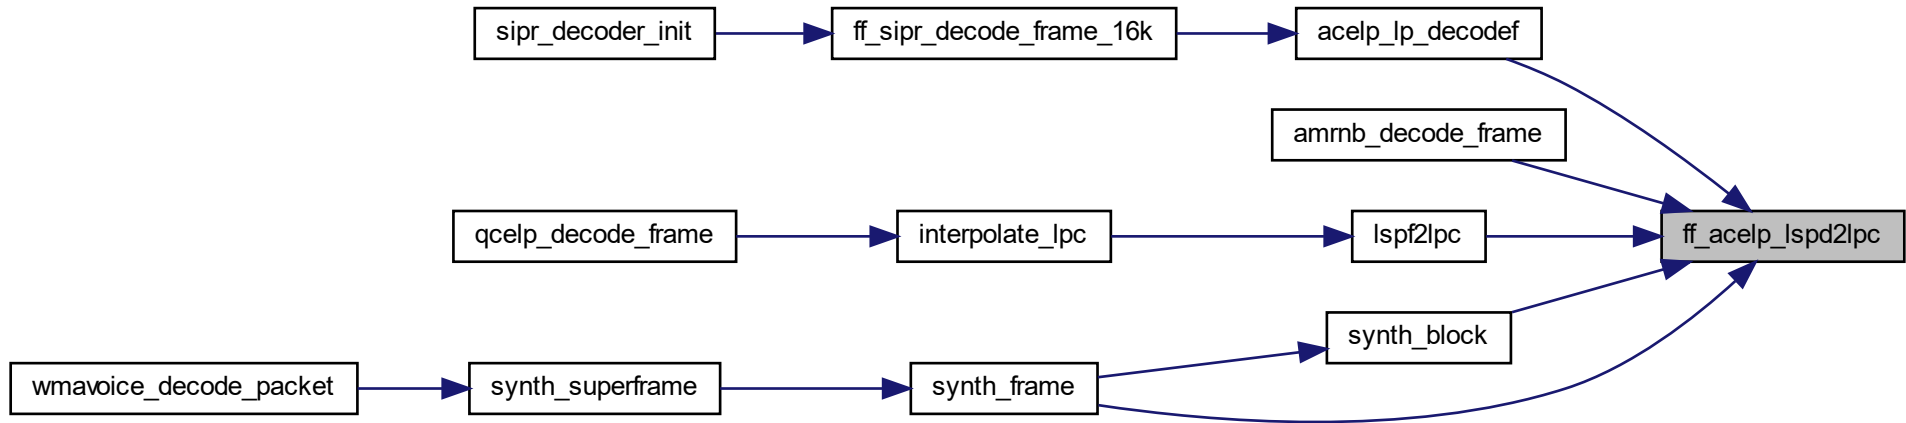 sipr_decoder_init
ff_sipr_decode_frame_16k
acelp_lp_decodef
amrnb_decode_frame
qcelp_decode_frame
interpolate_lpc
lspf2lpc
ff_acelp_lspd2lpc
synth_block
wmavoice_decode_packet
synth_superframe
synth_frame